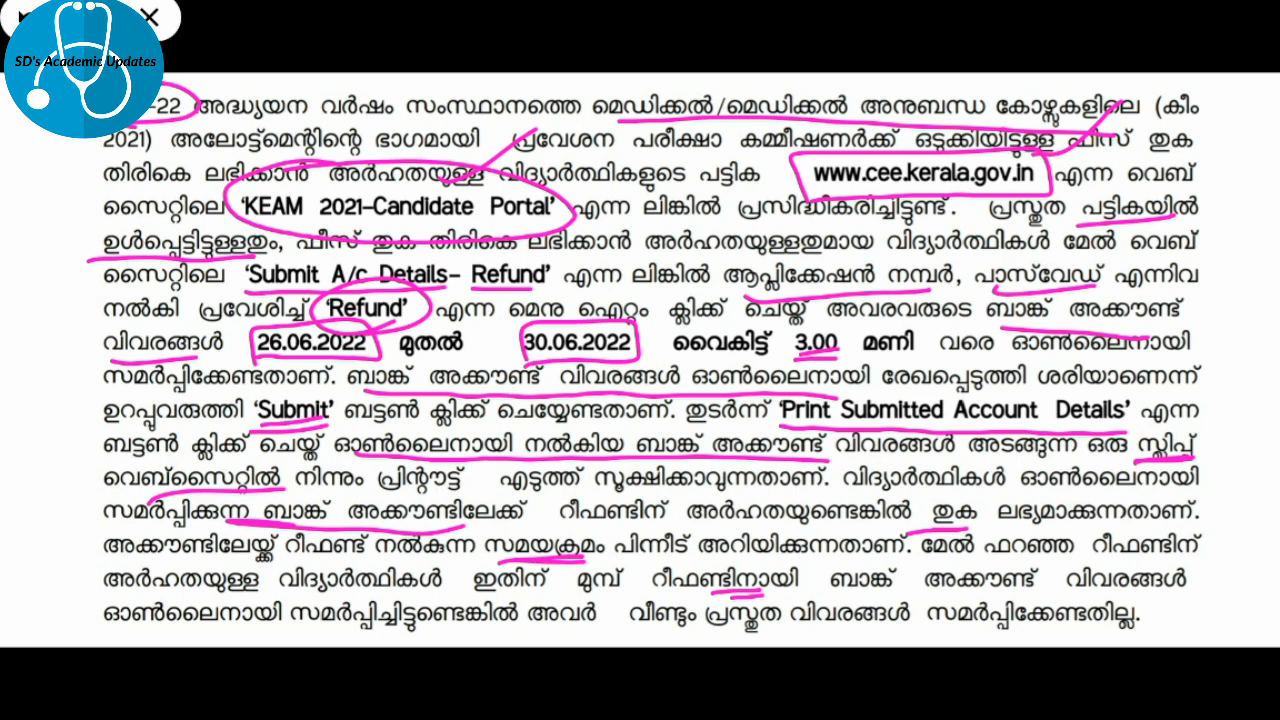 SD's Academic Updates
-22 അദ്ധ്യയന വർഷം സംസ്ഥാനത്തെ മെഡിക്കൽ/മെഡിക്കൽ അനുബന്ധ കോഴ്സുകളിലെ (കീം
2021) അലോട്ട്മെന്റിന്റെ ഭാഗമായി പ്രവേശന പരീക്ഷാ കമ്മീഷണർക്ക് ഒടുക്കിയിട്ടുള്ള ഫീസ് തുക
തിരികെ ലഭിക്കാൻ അർഹതയുള്ള വിദ്യാർത്ഥികളുടെ പട്ടിക www.cee.kerala.gov.in എന്ന വെബ്
സൈറ്റിലെ 'KEAM 2021-Candidate Portal' എന്ന ലിങ്കിൽ പ്രസിദ്ധീകരിച്ചിട്ടുണ്ട്. പ്രസ്തുത പട്ടികയിൽ
ഉൾപ്പെട്ടിട്ടുള്ളതും, ഫീസ് തുക തിരികെ ലഭിക്കാൻ അർഹതയുള്ളതുമായ വിദ്യാർത്ഥികൾ മേൽ വെബ്
സൈറ്റിലെ 'Submit A/c Details- Refund' എന്ന ലിങ്കിൽ ആപ്ലിക്കേഷൻ നമ്പർ, പാസ്‌വേഡ് എന്നിവ
നൽകി പ്രവേശിച്ച് 'Refund' എന്ന മെനു ഐറ്റം ക്ലിക്ക് ചെയ്ത് അവരവരുടെ ബാങ്ക് അക്കൗണ്ട്
വിവരങ്ങൾ 26.06.2022 മുതൽ 30.06.2022 വൈകിട്ട് 3.00 മണി വരെ ഓൺലൈനായി
സമർപ്പിക്കേണ്ടതാണ്. ബാങ്ക് അക്കൗണ്ട് വിവരങ്ങൾ ഓൺലൈനായി രേഖപ്പെടുത്തി ശരിയാണെന്ന്
ഉറപ്പുവരുത്തി 'Submit' ബട്ടൺ ക്ലിക്ക് ചെയ്യേണ്ടതാണ്. തുടർന്ന് 'Print Submitted Account Details' എന്ന
ബട്ടൺ ക്ലിക്ക് ചെയ്ത് ഓൺലൈനായി നൽകിയ ബാങ്ക് അക്കൗണ്ട് വിവരങ്ങൾ അടങ്ങുന്ന ഒരു സ്ലിപ്പ്
വെബ്സൈറ്റിൽ നിന്നും പ്രിന്റൗട്ട് എടുത്ത് സൂക്ഷിക്കാവുന്നതാണ്. വിദ്യാർത്ഥികൾ ഓൺലൈനായി
സമർപ്പിക്കുന്ന ബാങ്ക് അക്കൗണ്ടിലേക്ക് റീഫണ്ടിന് അർഹതയുണ്ടെങ്കിൽ തുക ലഭ്യമാക്കുന്നതാണ്.
അക്കൗണ്ടിലേയ്ക്ക് റീഫണ്ട് നൽകുന്ന സമയക്രമം പിന്നീട് അറിയിക്കുന്നതാണ്. മേൽ ഫറഞ്ഞ റീഫണ്ടിന്
അർഹതയുള്ള വിദ്യാർത്ഥികൾ ഇതിന് മുമ്പ് റീഫണ്ടിനായി ബാങ്ക് അക്കൗണ്ട് വിവരങ്ങൾ
ഓൺലൈനായി സമർപ്പിച്ചിട്ടുണ്ടെങ്കിൽ അവർ വീണ്ടും പ്രസ്തുത വിവരങ്ങൾ സമർപ്പിക്കേണ്ടതില്ല.